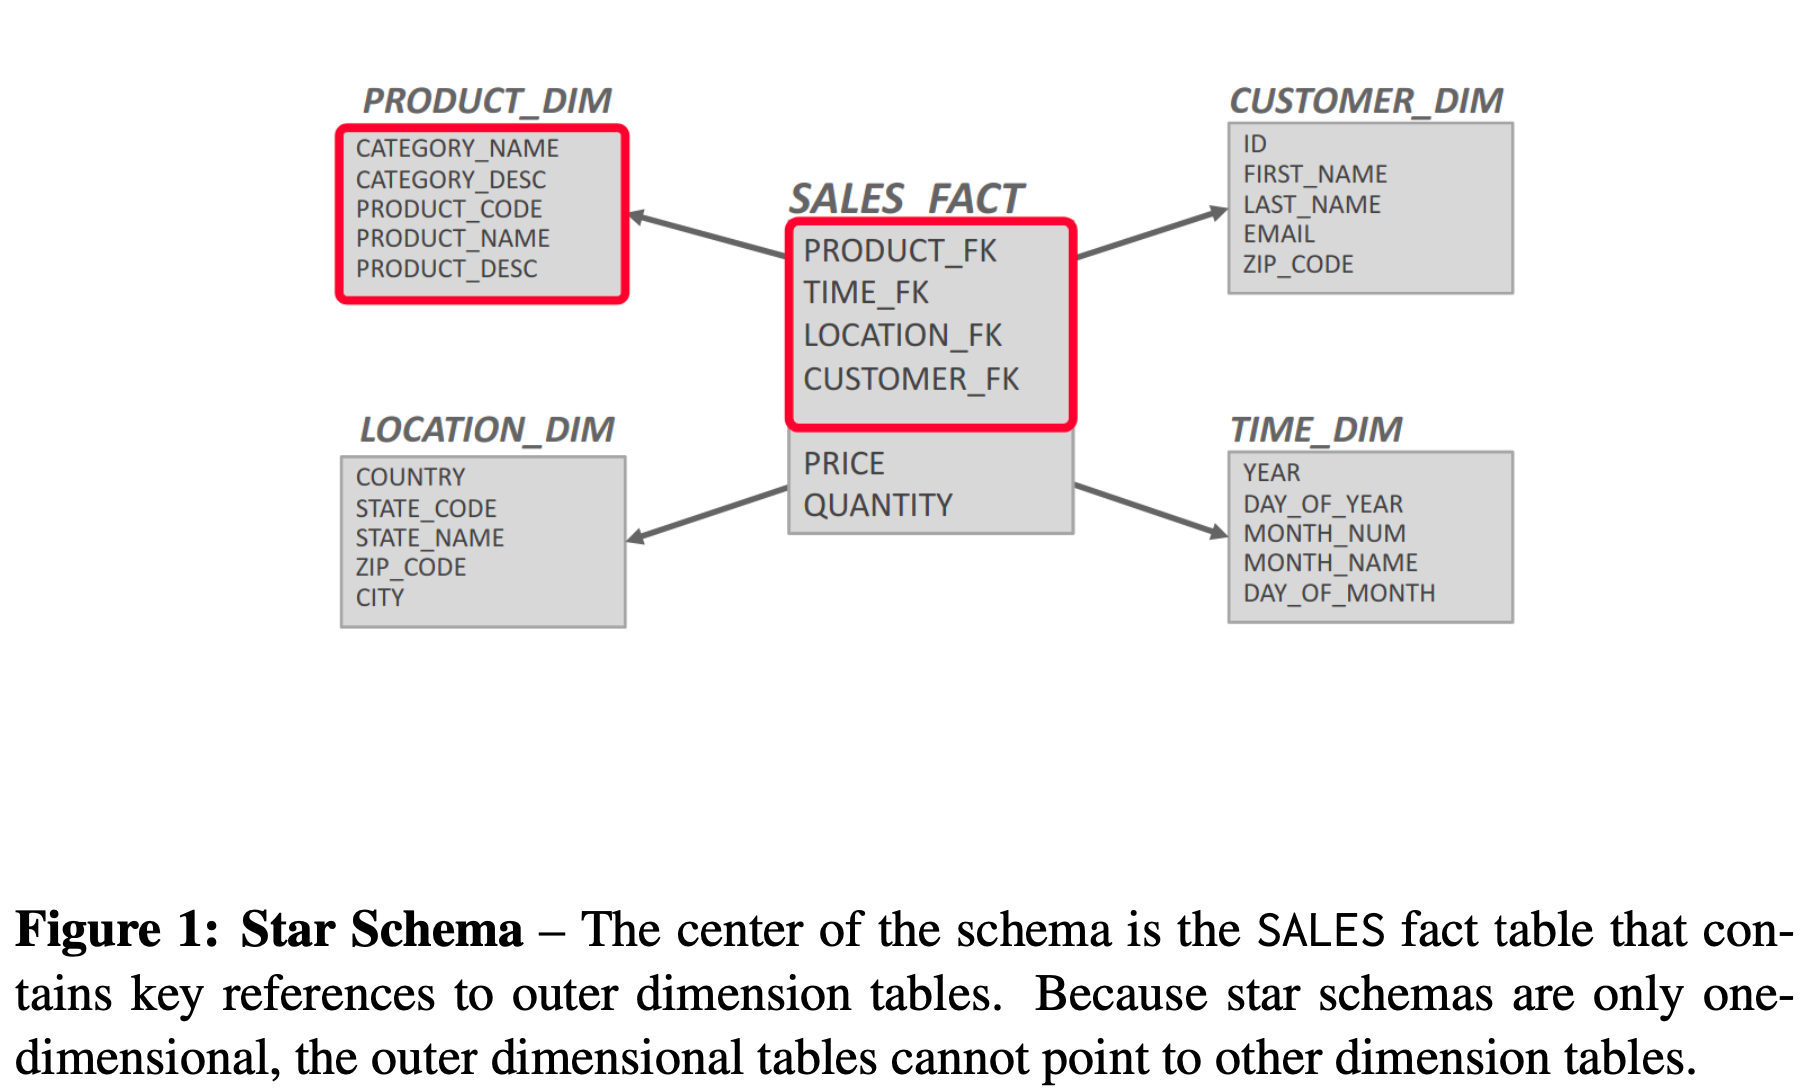 PRODUCT_DIM
CATEGORY_NAME
CATEGORY_DESC
PRODUCT_CODE
PRODUCT_NAME
PRODUCT_DESC
CUSTOMER_DIM
ID
FIRST_NAME
LAST_NAME
EMAIL
ZIP_CODE
SALES_FACT
PRODUCT_FK
TIME_FK
LOCATION_FK
CUSTOMER_FK
PRICE
QUANTITY
LOCATION_DIM
COUNTRY
STATE_CODE
STATE_NAME
ZIP_CODE
CITY
TIME_DIM
YEAR
DAY_OF_YEAR
MONTH_NUM
MONTH_NAME
DAY_OF_MONTH
Figure 1: Star Schema – The center of the schema is the SALES fact table that con-
tains key references to outer dimension tables. Because star schemas are only one-
dimensional, the outer dimensional tables cannot point to other dimension tables.